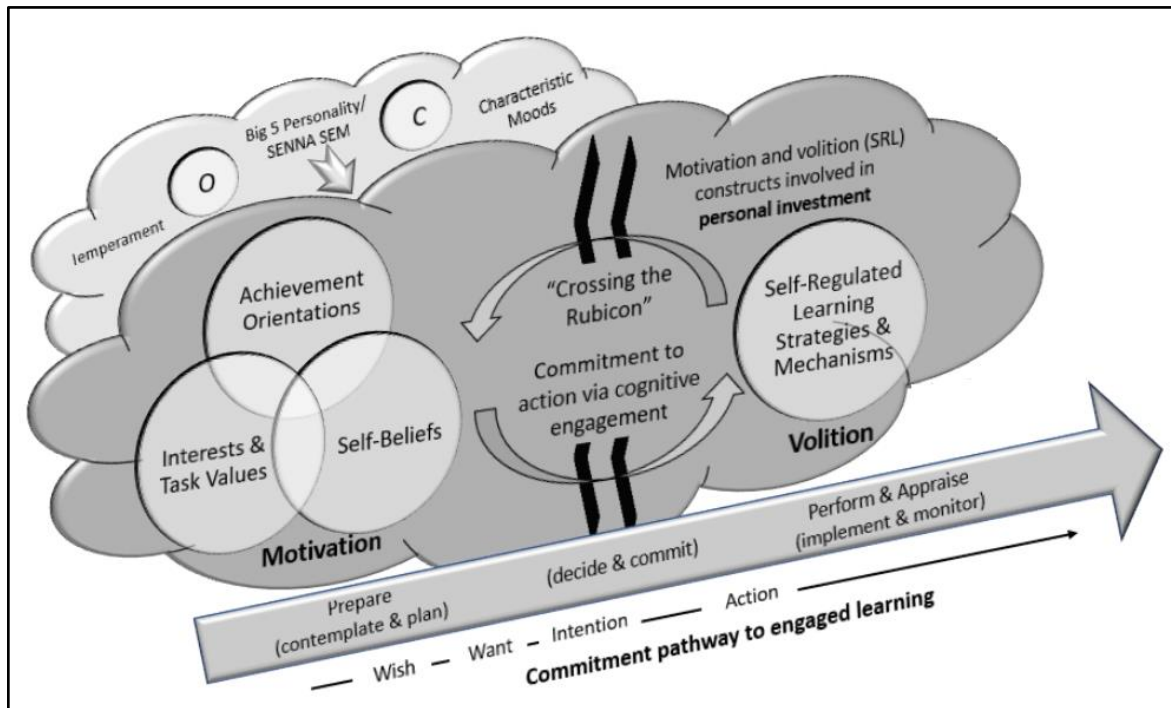 Temperament
O
Big 5 Personality/
SENNA SEM
C
Characteristic
Moods
Motivation and volition (SRL)
constructs involved in
personal investment
Achievement
Orientations
Interests &
Task Values
Self-Beliefs
Motivation
“Crossing the
Rubicon”
Commitment to
action via cognitive
engagement
Self-Regulated
Learning
Strategies &
Mechanisms
Volition
Prepare
(contemplate & plan)
(decide & commit)
Perform & Appraise
(implement & monitor)
Wish – Want – Intention — Action
Commitment pathway to engaged learning